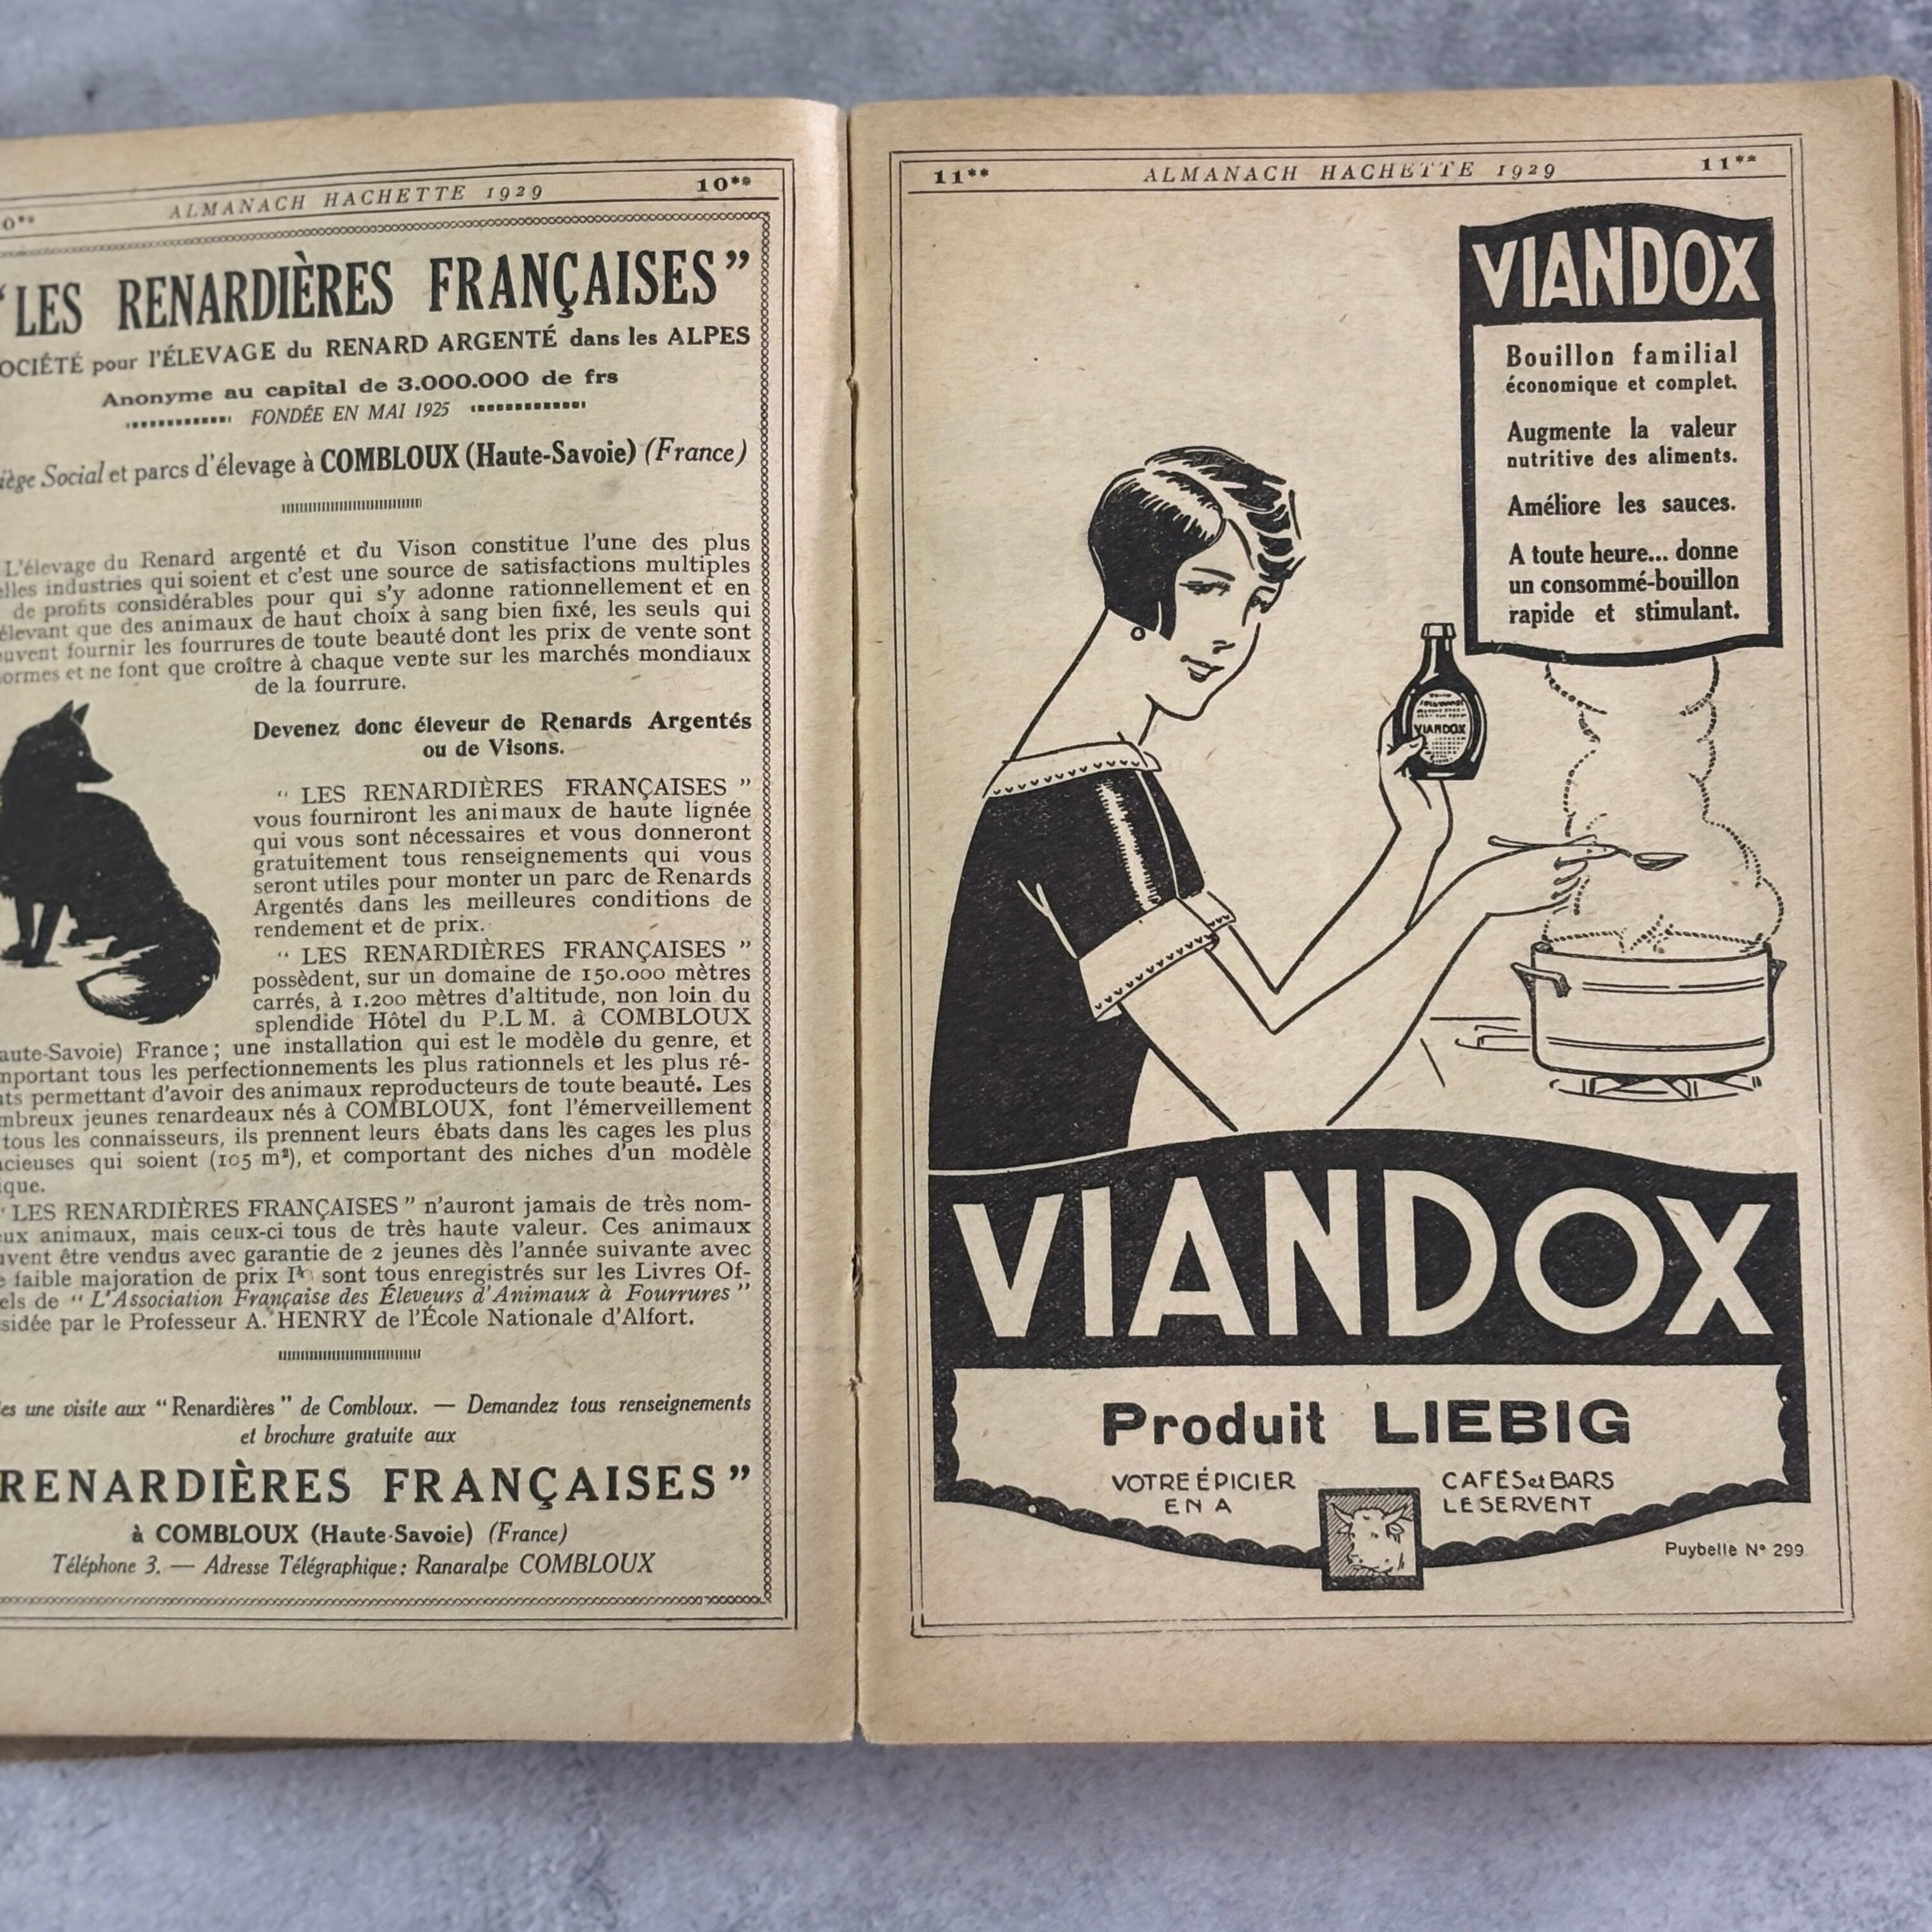 ALMANACH HACHETTE 1929 10**
"LES RENARDIÈRES FRANÇAISES"
pour l'ÉLEVAGE du RENARD ARGENTÉ dans les ALPES
Anonyme au capital de 3.000.000 de frs
FONDÉE EN MAI 1925
Social et parcs d'élevage à COMBLOUX (Haute-Savoie) (France)
L'élevage du Renard argenté et du Vison constitue l'une des plus
industries qui soient et c'est une source de satisfactions multiples
de profits considérables pour qui s'y adonne rationnellement et en
élevant que des animaux de haut choix à sang bien fixé, les seuls qui
fournir les fourrures de toute beauté dont les prix de vente sont
et ne font que croître à chaque vente sur les marchés mondiaux
de la fourrure.
Devenez donc éleveur de Renards Argentés
ou de Visons.
" LES RENARDIÈRES FRANÇAISES "
vous fourniront les animaux de haute lignée
qui vous sont nécessaires et vous donneront
gratuitement tous renseignements qui vous
seront utiles pour monter un parc de Renards
Argentés dans les meilleures conditions de
rendement et de prix.
" LES RENARDIÈRES FRANÇAISES "
possèdent, sur un domaine de 150.000 mètres
carrés, à 1.200 mètres d'altitude, non loin du
splendide Hôtel du P.L M. à COMBLOUX
France ; une installation qui est le modèle du genre, et
tous les perfectionnements les plus rationnels et les plus ré-
permettant d'avoir des animaux reproducteurs de toute beauté. Les
jeunes renardeaux nés à COMBLOUX, font l'émerveillement
tous les connaisseurs, ils prennent leurs ébats dans les cages les plus
qui soient (105 m²), et comportant des niches d'un modèle
" LES RENARDIÈRES FRANÇAISES " n'auront jamais de très nom-
animaux, mais ceux-ci tous de très haute valeur. Ces animaux
être vendus avec garantie de 2 jeunes dès l'année suivante avec
faible majoration de prix sont tous enregistrés sur les Livres Of-
de " L'Association Française des Éleveurs d'Animaux à Fourrures "
par le Professeur A. HENRY de l'École Nationale d'Alfort.
une visite aux " Renardières " de Combloux. — Demandez tous renseignements
et brochure gratuite aux
RENARDIÈRES FRANÇAISES "
à COMBLOUX (Haute-Savoie) (France)
Téléphone 3. — Adresse Télégraphique : Ranaralpe COMBLOUX
11** ALMANACH HACHETTE 1929 11**
VIANDOX
Bouillon familial
économique et complet.
Augmente la valeur
nutritive des aliments.
Améliore les sauces.
A toute heure... donne
un consommé-bouillon
rapide et stimulant.
VIANDOX
VIANDOX
Produit LIEBIG
VOTRE ÉPICIER
EN A
CAFÉS et BARS
LE SERVENT
Puybelle N° 299